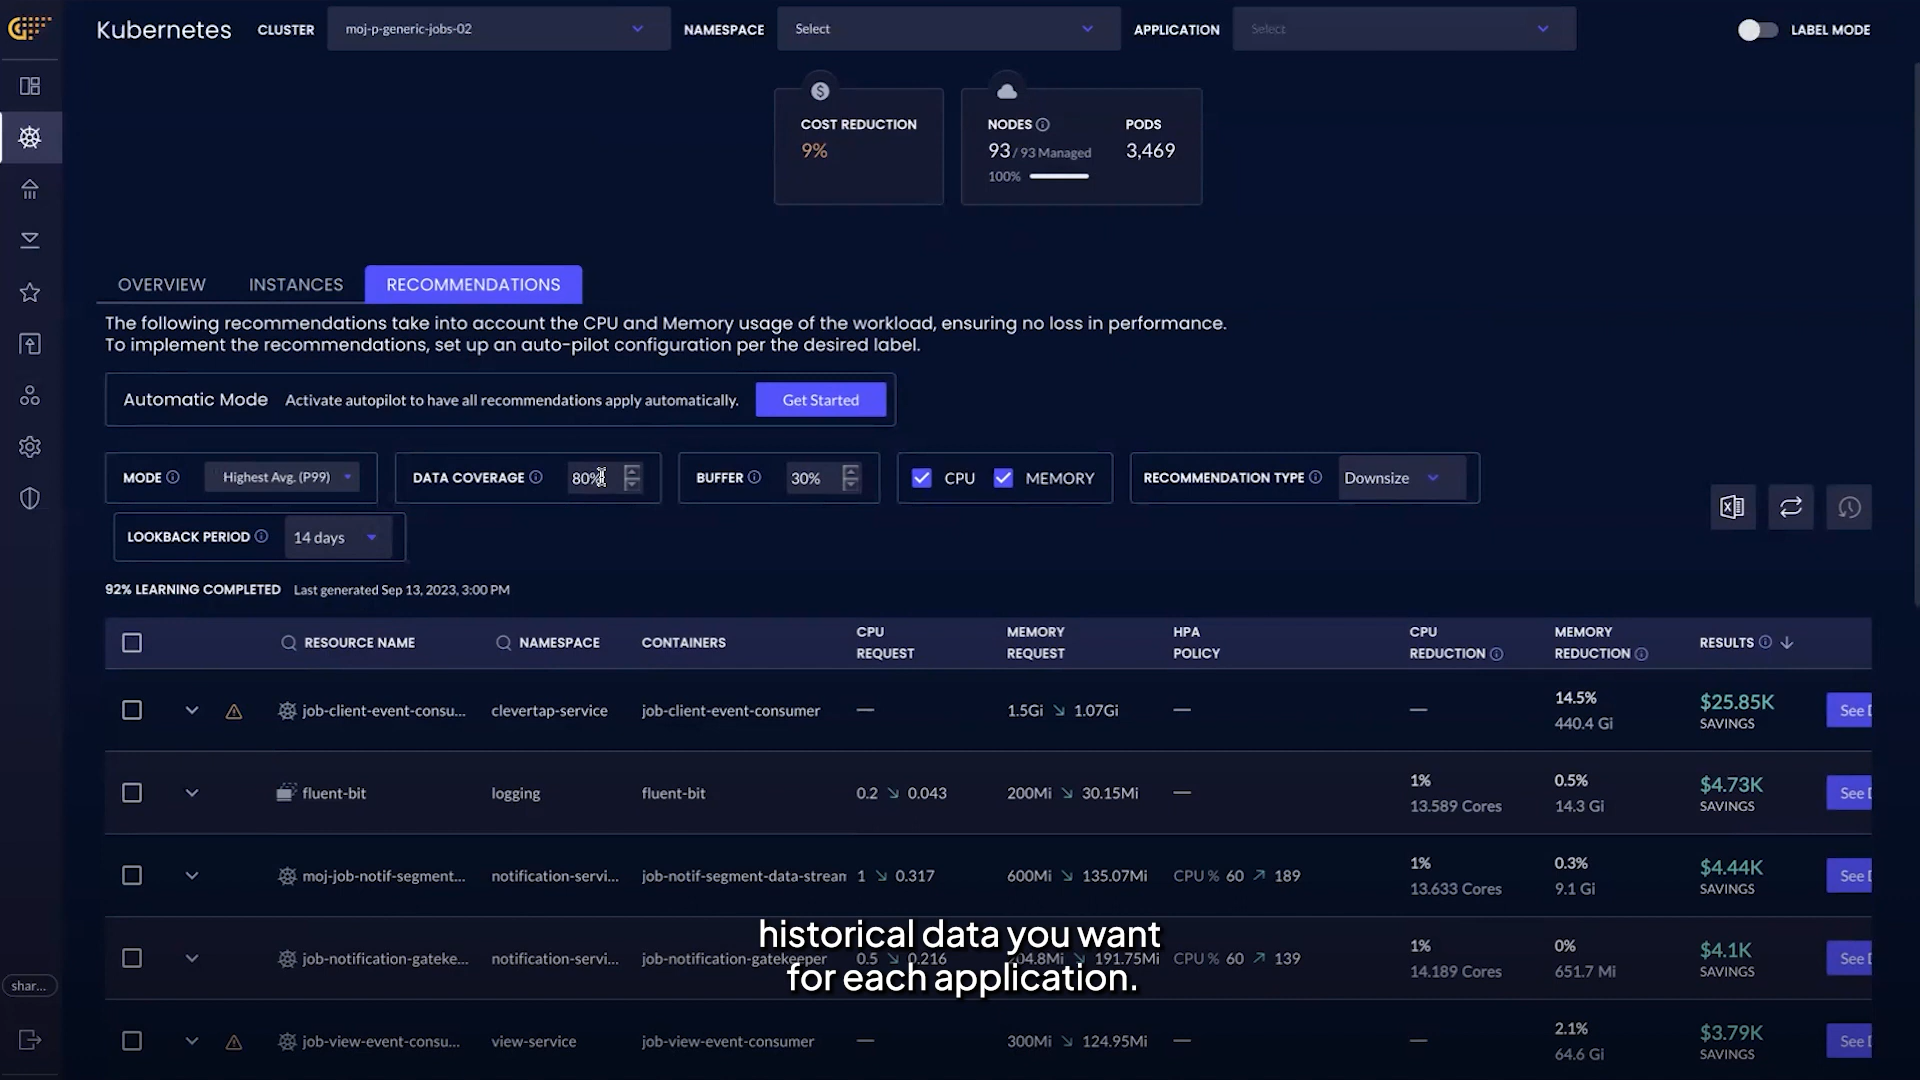 Kubernetes CLUSTER moj-p-generic-jobs-02 NAMESPACE Select APPLICATION Select LABEL MODE
COST REDUCTION
9%
NODES PODS
93 / 93 Managed 3,469
100%
OVERVIEW INSTANCES RECOMMENDATIONS
The following recommendations take into account the CPU and Memory usage of the workload, ensuring no loss in performance.
To implement the recommendations, set up an auto-pilot configuration per the desired label.
Automatic Mode Activate autopilot to have all recommendations apply automatically. Get Started
MODE Highest Avg. (P99) DATA COVERAGE 80% BUFFER 30% CPU MEMORY RECOMMENDATION TYPE Downsize
LOOKBACK PERIOD 14 days
92% LEARNING COMPLETED Last generated Sep 13, 2023, 3:00 PM
RESOURCE NAME NAMESPACE CONTAINERS CPU REQUEST MEMORY REQUEST HPA POLICY CPU REDUCTION MEMORY REDUCTION RESULTS
job-client-event-consu... clevertap-service job-client-event-consumer — 1.5Gi ↘ 1.07Gi — — 14.5% 440.4 Gi $25.85K SAVINGS See
fluent-bit logging fluent-bit 0.2 ↘ 0.043 200Mi ↘ 30.15Mi — 1% 13.589 Cores 0.5% 14.3 Gi $4.73K SAVINGS See
moj-job-notif-segment... notification-servi... job-notif-segment-data-stream 1 ↘ 0.317 600Mi ↘ 135.07Mi CPU % 60 ↗ 189 1% 13.633 Cores 0.3% 9.1 Gi $4.44K SAVINGS See
job-notification-gateke... notification-servi... job-notification-gatekeeper 0.5 ↘ 0.216 ↘ 191.75Mi CPU % 60 ↗ 139 1% 14.189 Cores 0% 651.7 Mi $4.1K SAVINGS See
job-view-event-consu... view-service job-view-event-consumer — 300Mi ↘ 124.95Mi — — 2.1% 64.6 Gi $3.79K SAVINGS See
historical data you want
for each application.
shar...